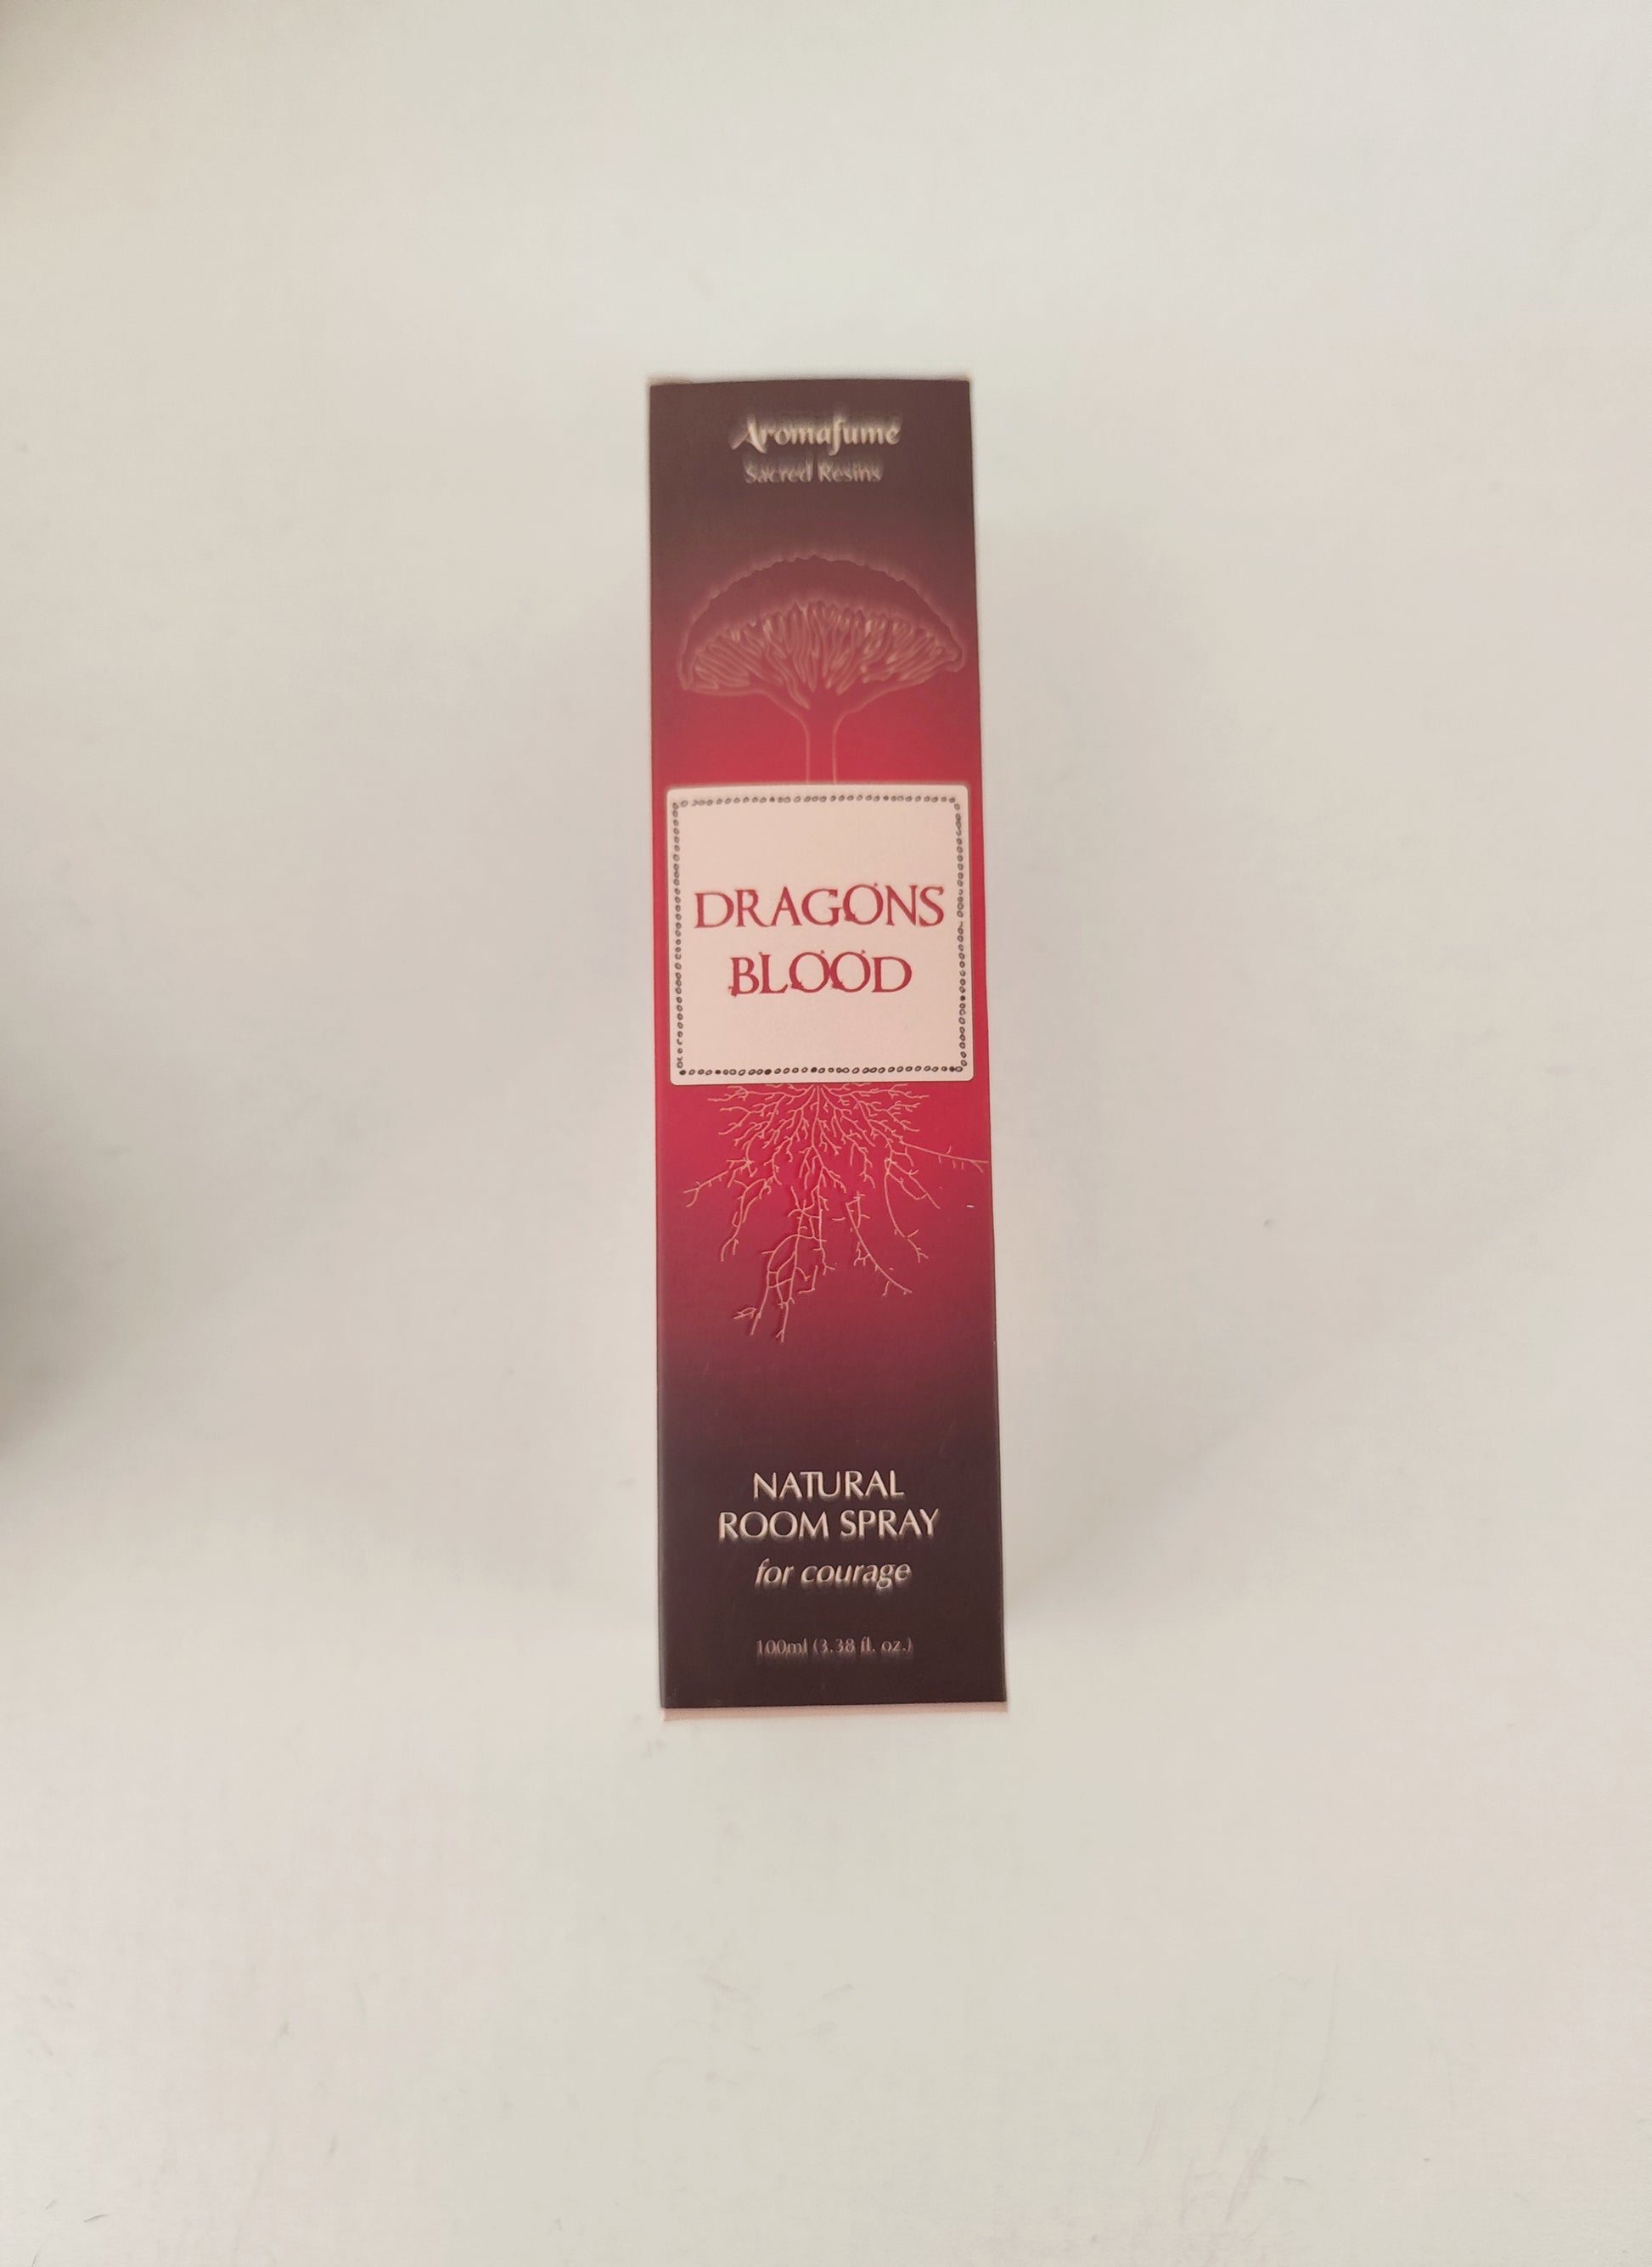 Aromafume
Sacred Resins
DRAGONS
BLOOD
NATURAL
ROOM SPRAY
for courage
100ml (3.38 fl. oz.)